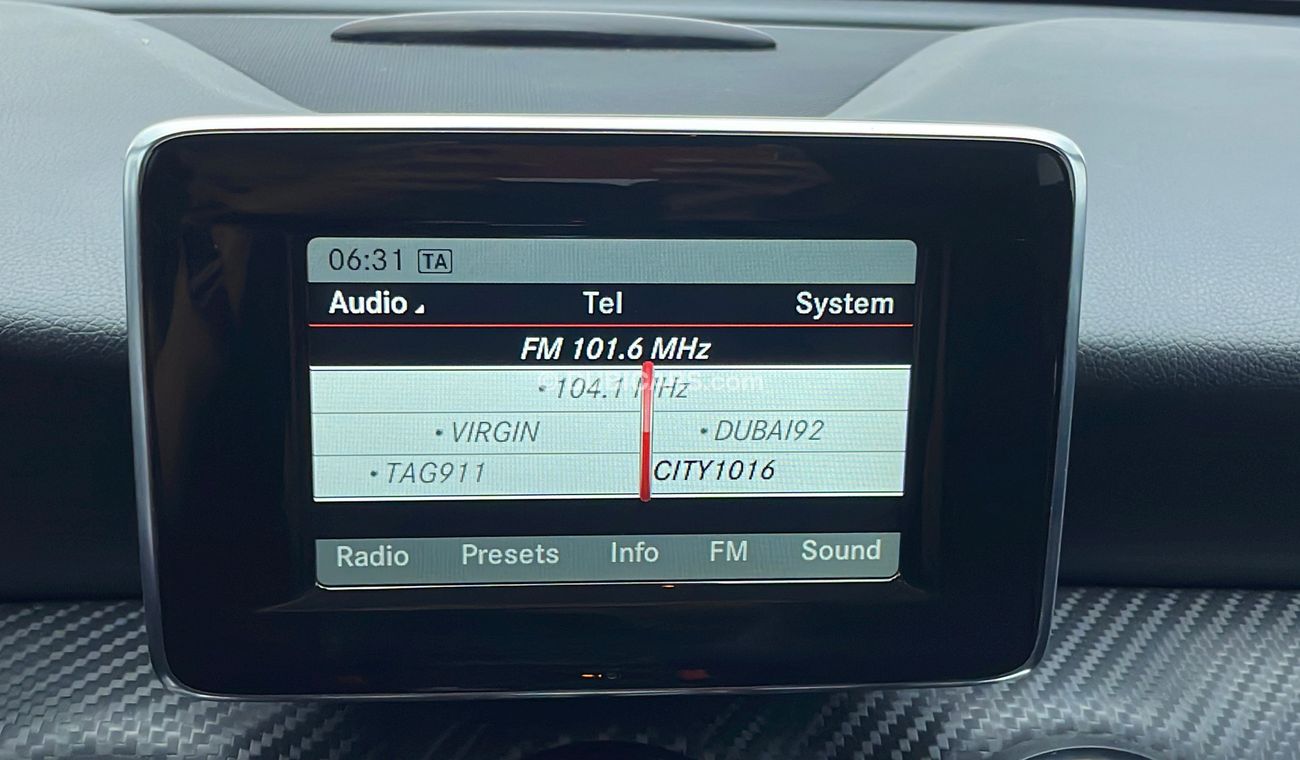 06:31 TA
Audio Tel System
FM 101.6 MHz
• 104.1 MHz
• VIRGIN • DUBAI92
• TAG911 CITY1016
Radio Presets Info FM Sound